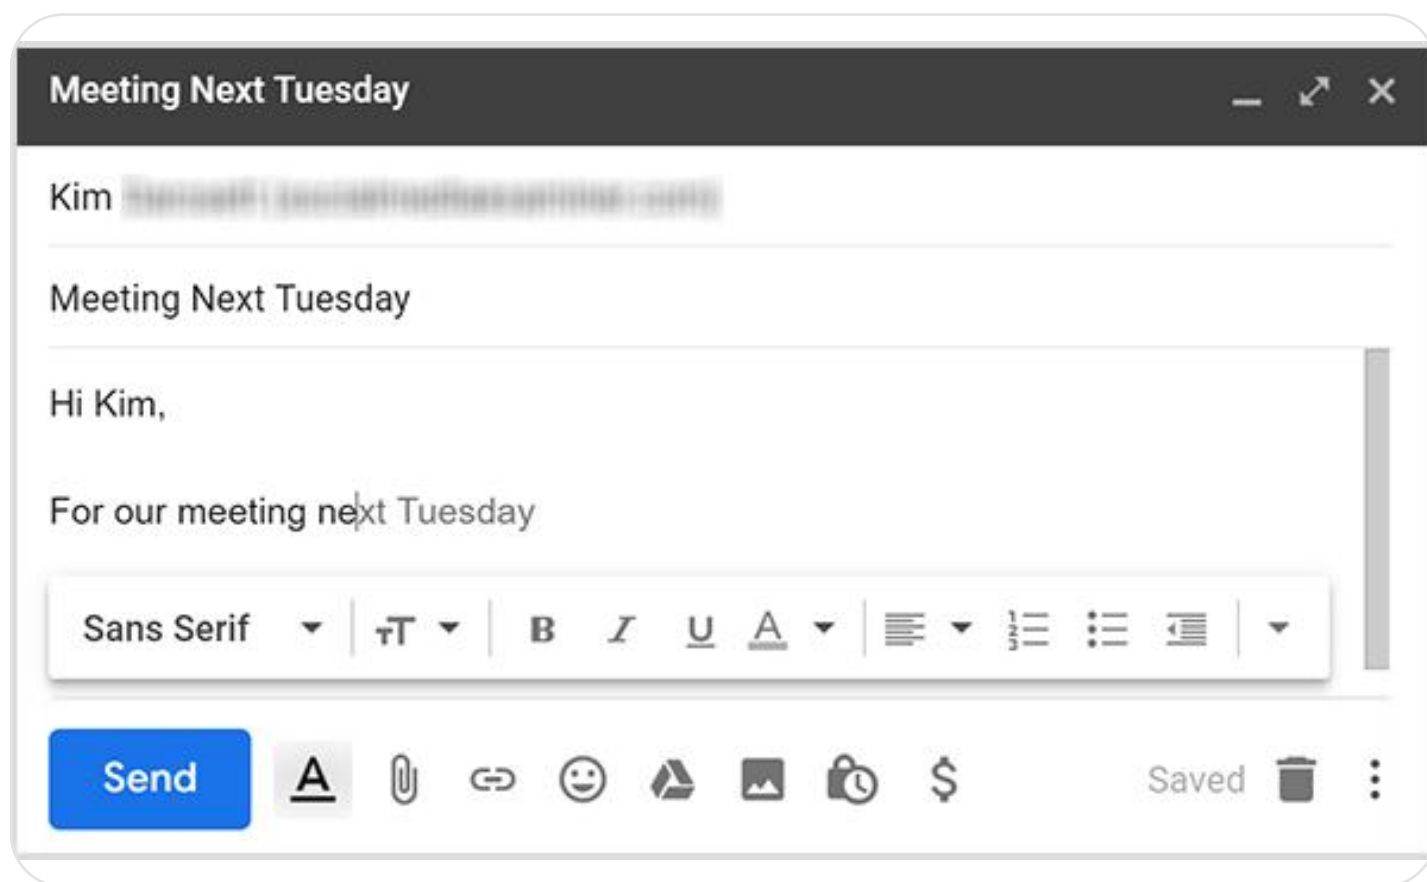 Meeting Next Tuesday
Kim
Meeting Next Tuesday
Hi Kim,
For our meeting next Tuesday
Sans Serif
Send
Saved